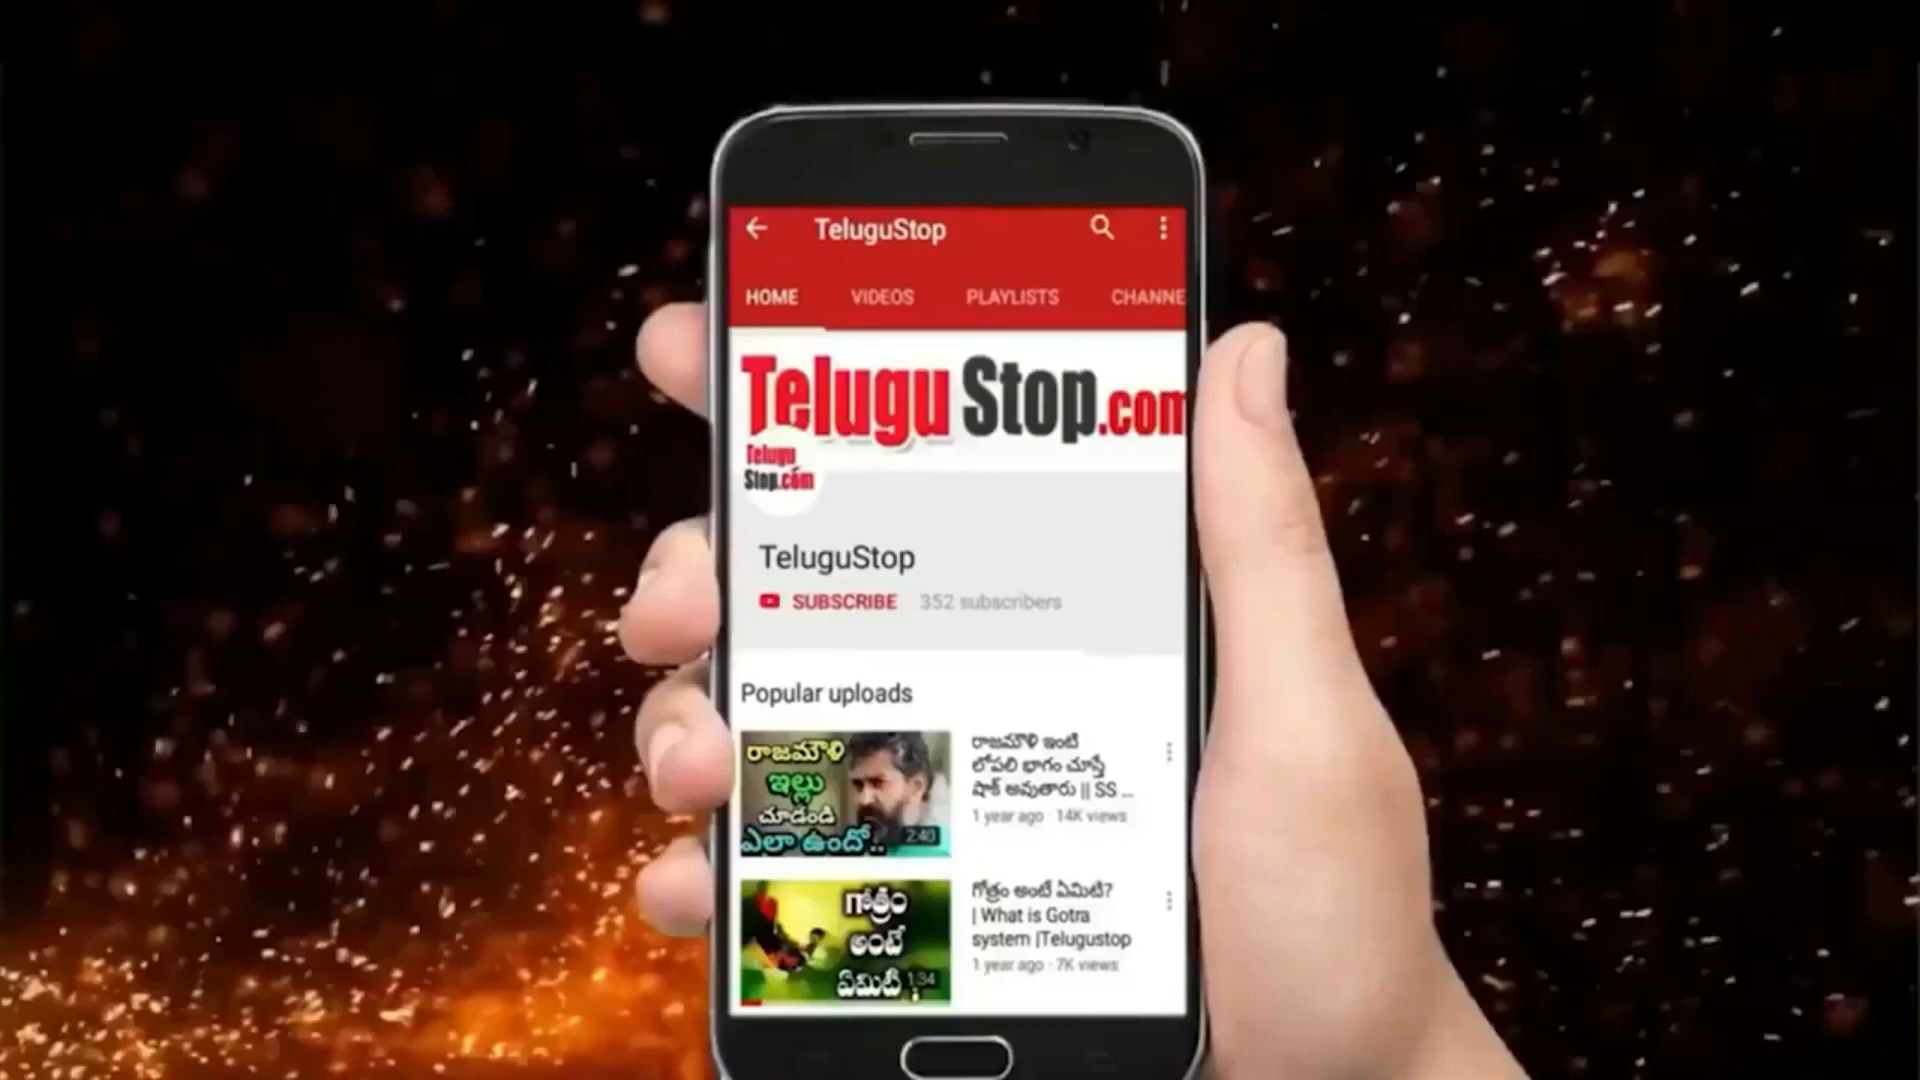 TeluguStop
HOME VIDEOS PLAYLISTS CHANNE
Telugu Stop.com
Telugu
Stop.com
TeluguStop
SUBSCRIBE 352 subscribers
Popular uploads
రాజమౌళి
ఇల్లు
చూడండి
ఎలా ఉందో..
2:40
రాజమౌళి ఇంటి
లోపలి భాగం చూస్తే
షాక్ అవుతారు || SS ...
1 year ago · 14K views
గోత్రం
అంటే
ఏమిటి
1:34
గోత్రం అంటే ఏమిటి?
| What is Gotra
system |Telugustop
1 year ago · 7K views